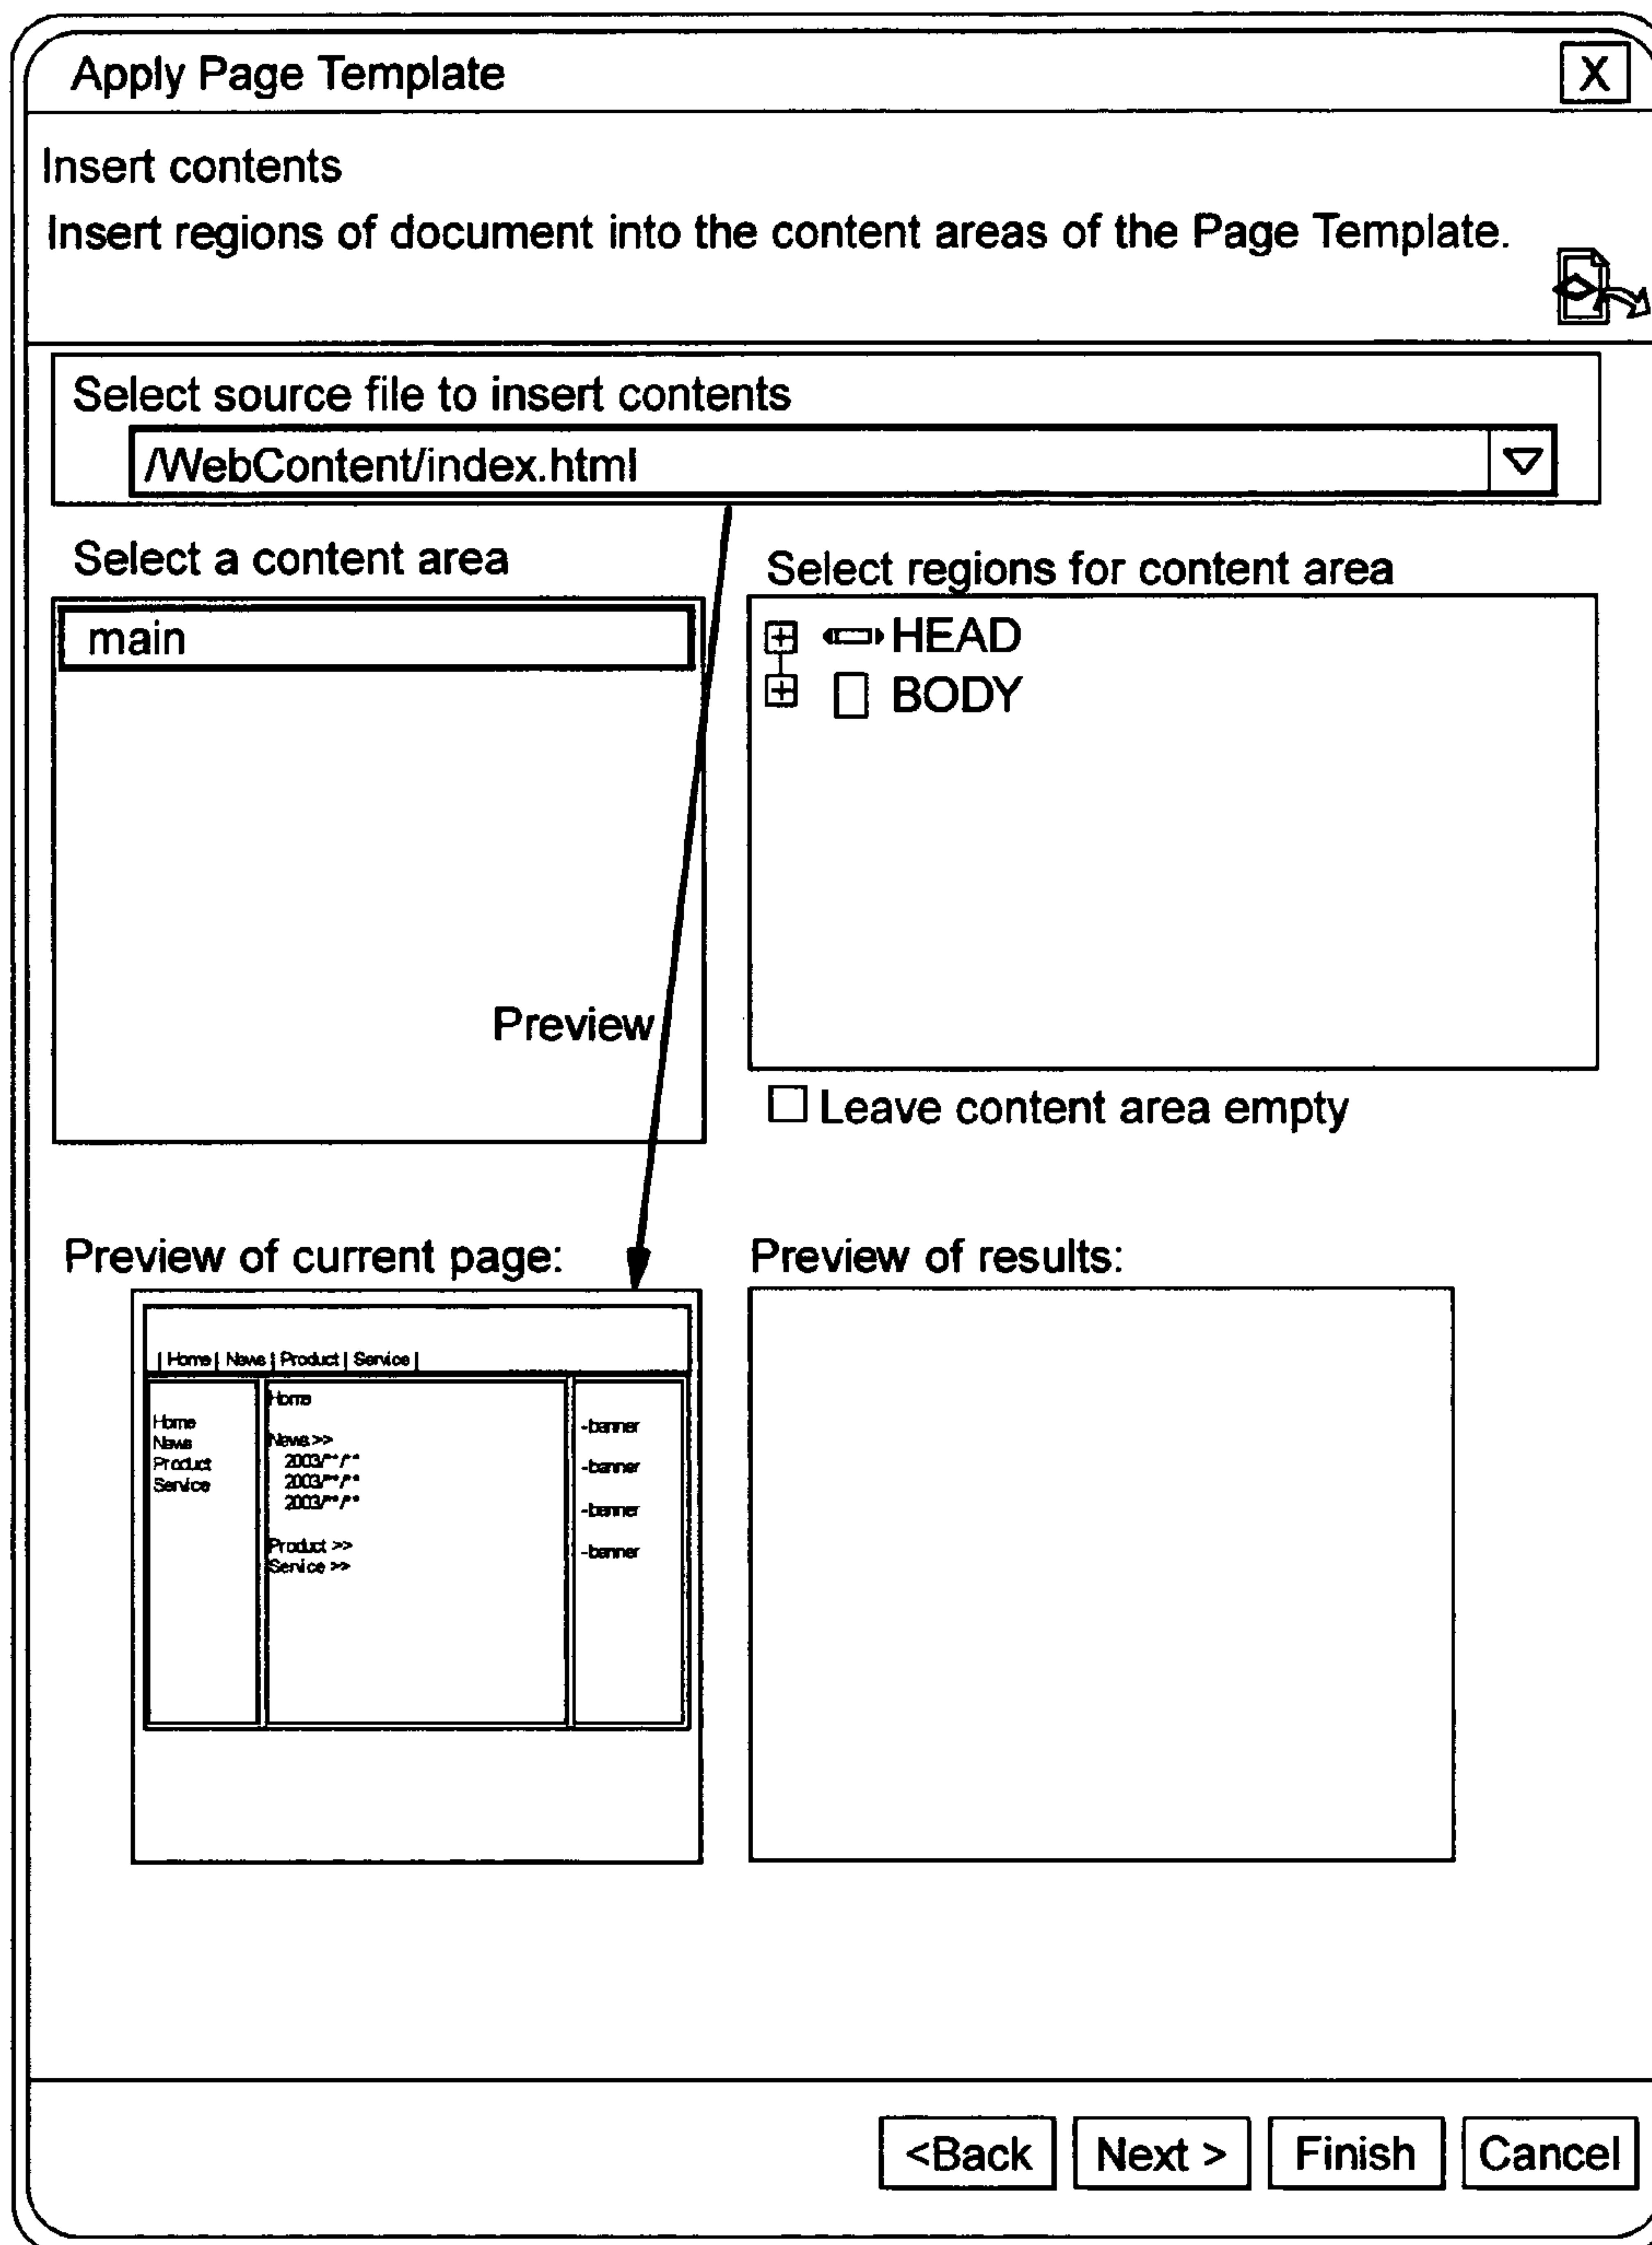 Apply Page Template
X
Insert contents
Insert regions of document into the content areas of the Page Template.
Select source file to insert contents
/WebContent/index.html
Select a content area
main
Select regions for content area
HEAD
BODY
Preview
Leave content area empty
Preview of current page:
| Home | News | Product | Service |
Home
News
Product
Service
Home
News >>
2003/**/**
2003/**/**
2003/**/**
Product >>
Service >>
-banner
-banner
-banner
-banner
Preview of results:
<Back
Next >
Finish
Cancel